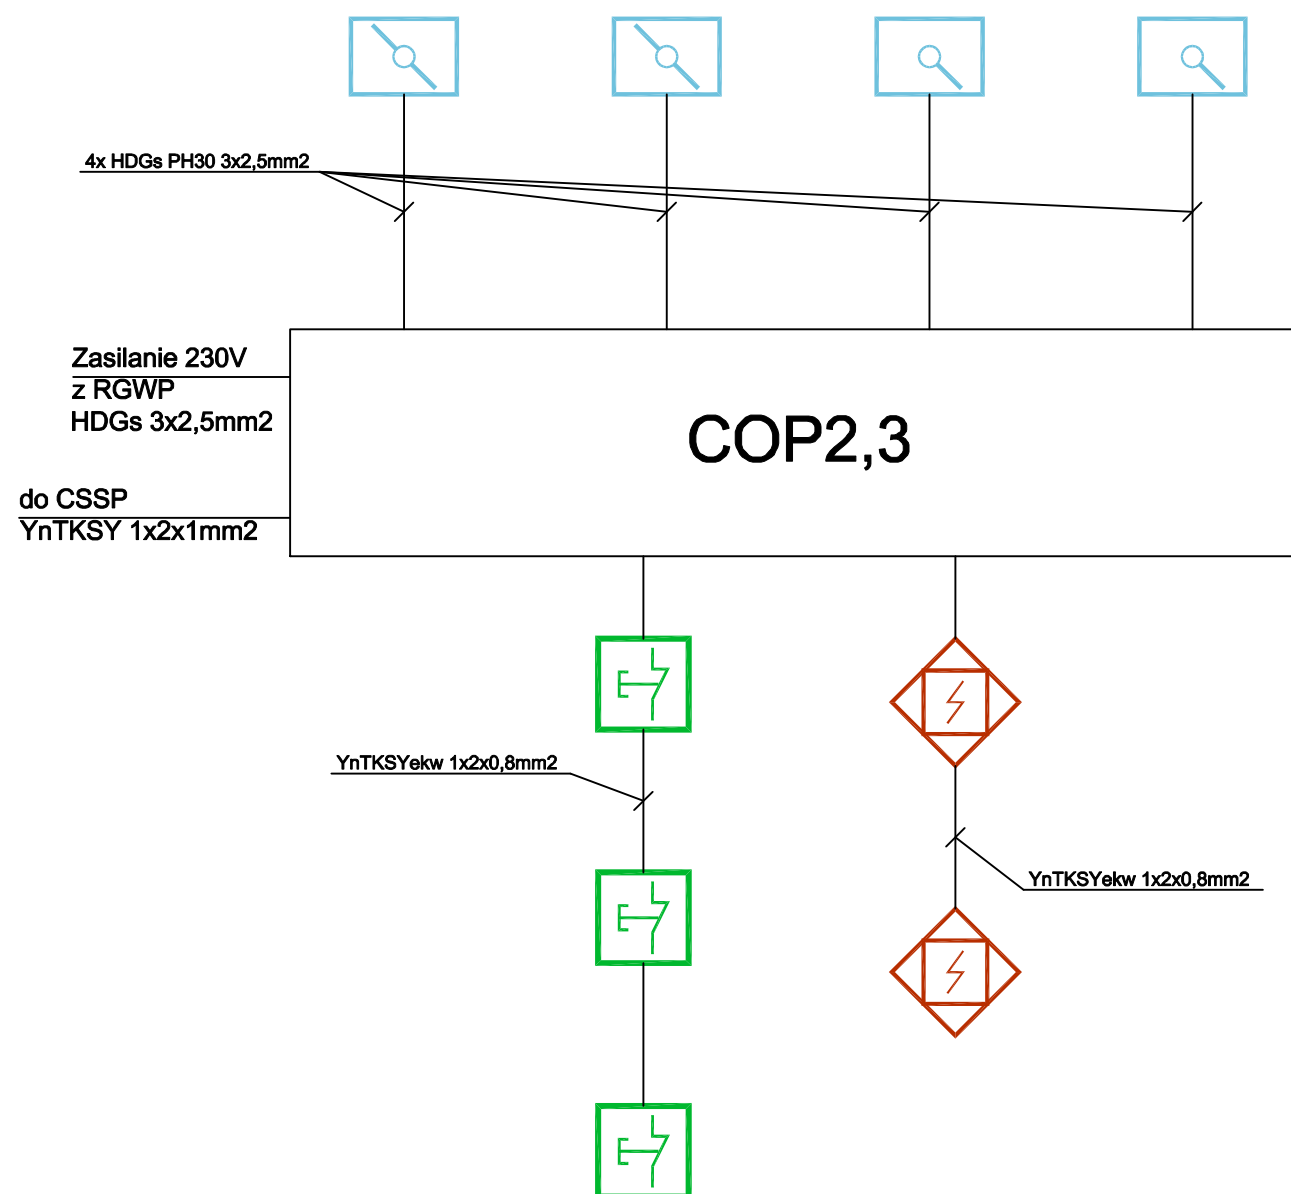 4x HDGs PH30 3x2,5mm2
Zasilanie 230V
z RGWP
HDGs 3x2,5mm2
COP2,3
do CSSP
YnTKSY 1x2x1mm2
YnTKSYekw 1x2x0,8mm2
YnTKSYekw 1x2x0,8mm2